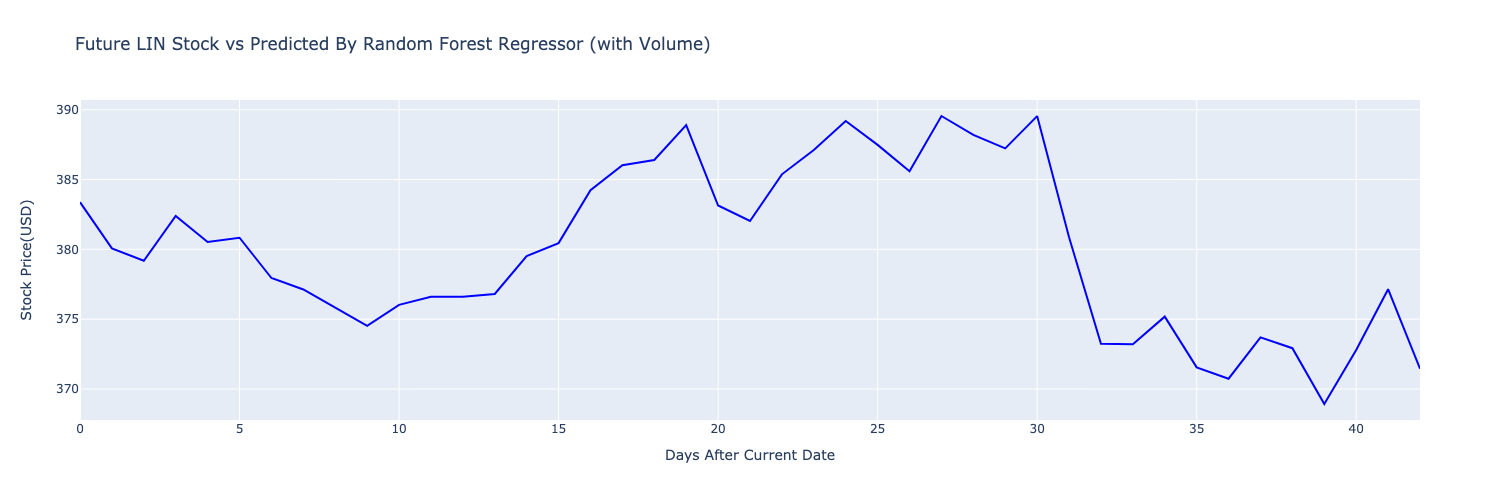 Future LIN Stock vs Predicted By Random Forest Regressor (with Volume)
390
385
380
375
370
Stock Price(USD)
0 5 10 15 20 25 30 35 40
Days After Current Date